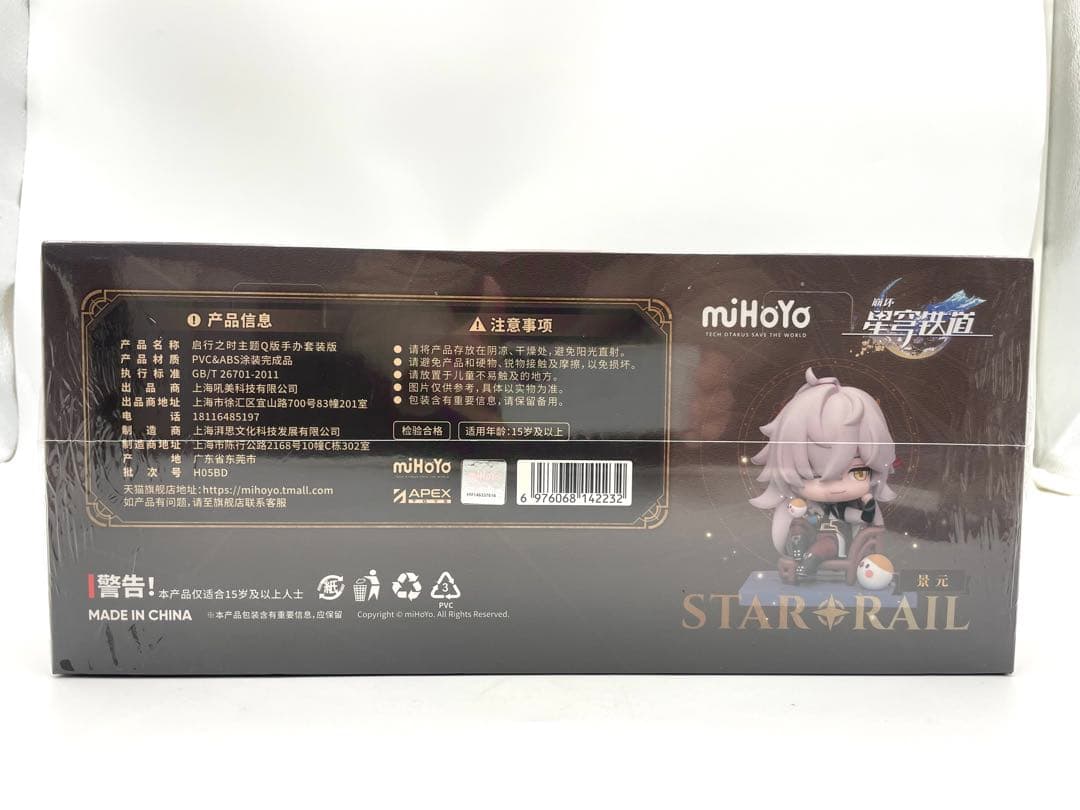 产品信息
产品名称 启行之时主题Q版手办套装版
产品材质 PVC&ABS涂装完成品
执行标准 GB/T 26701-2011
出品商 上海吼美科技有限公司
出品商地址 上海市徐汇区宜山路700号83幢201室
电话 18116485197
制造商 上海湃思文化科技发展有限公司
制造商地址 上海市陈行公路2168号10幢C栋302室
产地 广东省东莞市
批次号 H05BD
天猫旗舰店地址:https://mihoyo.tmall.com
如产品有问题,请至旗舰店联系客服
注意事项
● 请将产品存放在阴凉、干燥处,避免阳光直射。
● 请避免产品和硬物、锐物接触及摩擦,以免损坏。
● 请放置于儿童不易触及的地方。
● 图片仅供参考,具体以实物为准。
● 包装含有重要信息,请保留备用。
检验合格 适用年龄:15岁及以上
miHoYo
APEX
6 976068 142232
miHoYo
TECH OTAKUS SAVE THE WORLD
崩坏
星穹铁道
景元
STAR RAIL
警告! 本产品仅适合15岁及以上人士
紙
3
PVC
MADE IN CHINA ※本产品包装含有重要信息,应保留 Copyright © miHoYo. All Rights Reserved.